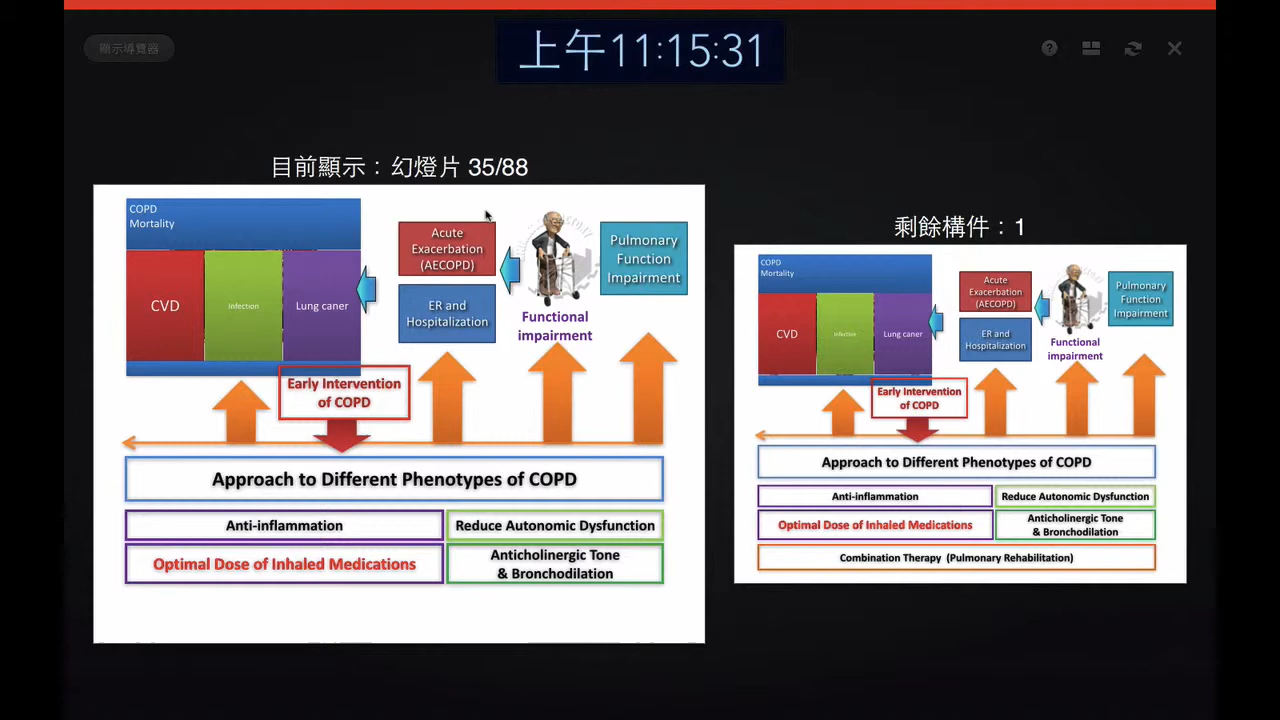 上午11:15:31
顯示導覽器
目前顯示：幻燈片 35/88
COPD
Mortality
CVD
Infection
Lung caner
Acute
Exacerbation
(AECOPD)
ER and
Hospitalization
Functional
impairment
Pulmonary
Function
Impairment
Early Intervention
of COPD
Approach to Different Phenotypes of COPD
Anti-inflammation
Reduce Autonomic Dysfunction
Optimal Dose of Inhaled Medications
Anticholinergic Tone
& Bronchodilation
剩餘構件：1
COPD
Mortality
CVD
Infection
Lung caner
Acute
Exacerbation
(AECOPD)
ER and
Hospitalization
Functional
impairment
Pulmonary
Function
Impairment
Early Intervention
of COPD
Approach to Different Phenotypes of COPD
Anti-inflammation
Reduce Autonomic Dysfunction
Optimal Dose of Inhaled Medications
Anticholinergic Tone
& Bronchodilation
Combination Therapy (Pulmonary Rehabilitation)